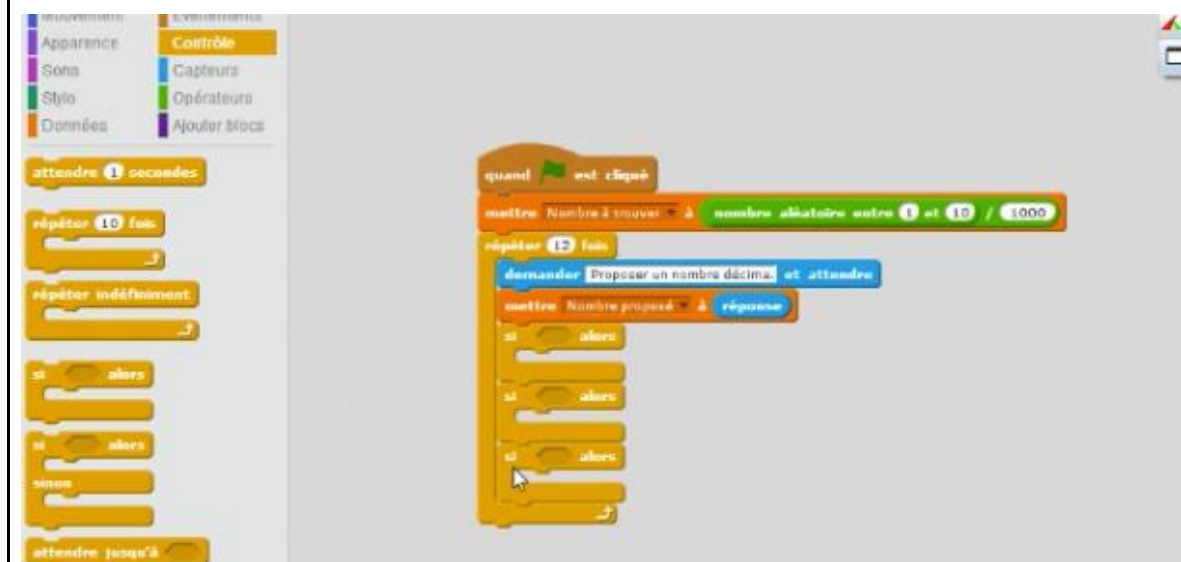 Mouvement Évènements
Apparence Contrôle
Sons Capteurs
Stylo Opérateurs
Données Ajouter blocs
attendre 1 secondes
répéter 10 fois
répéter indéfiniment
si alors
si alors
sinon
attendre jusqu'à
quand est cliqué
mettre Nombre à trouver à nombre aléatoire entre 1 et 10 / 1000
répéter 12 fois
demander Proposer un nombre décima. et attendre
mettre Nombre proposé à réponse
si alors
si alors
si alors